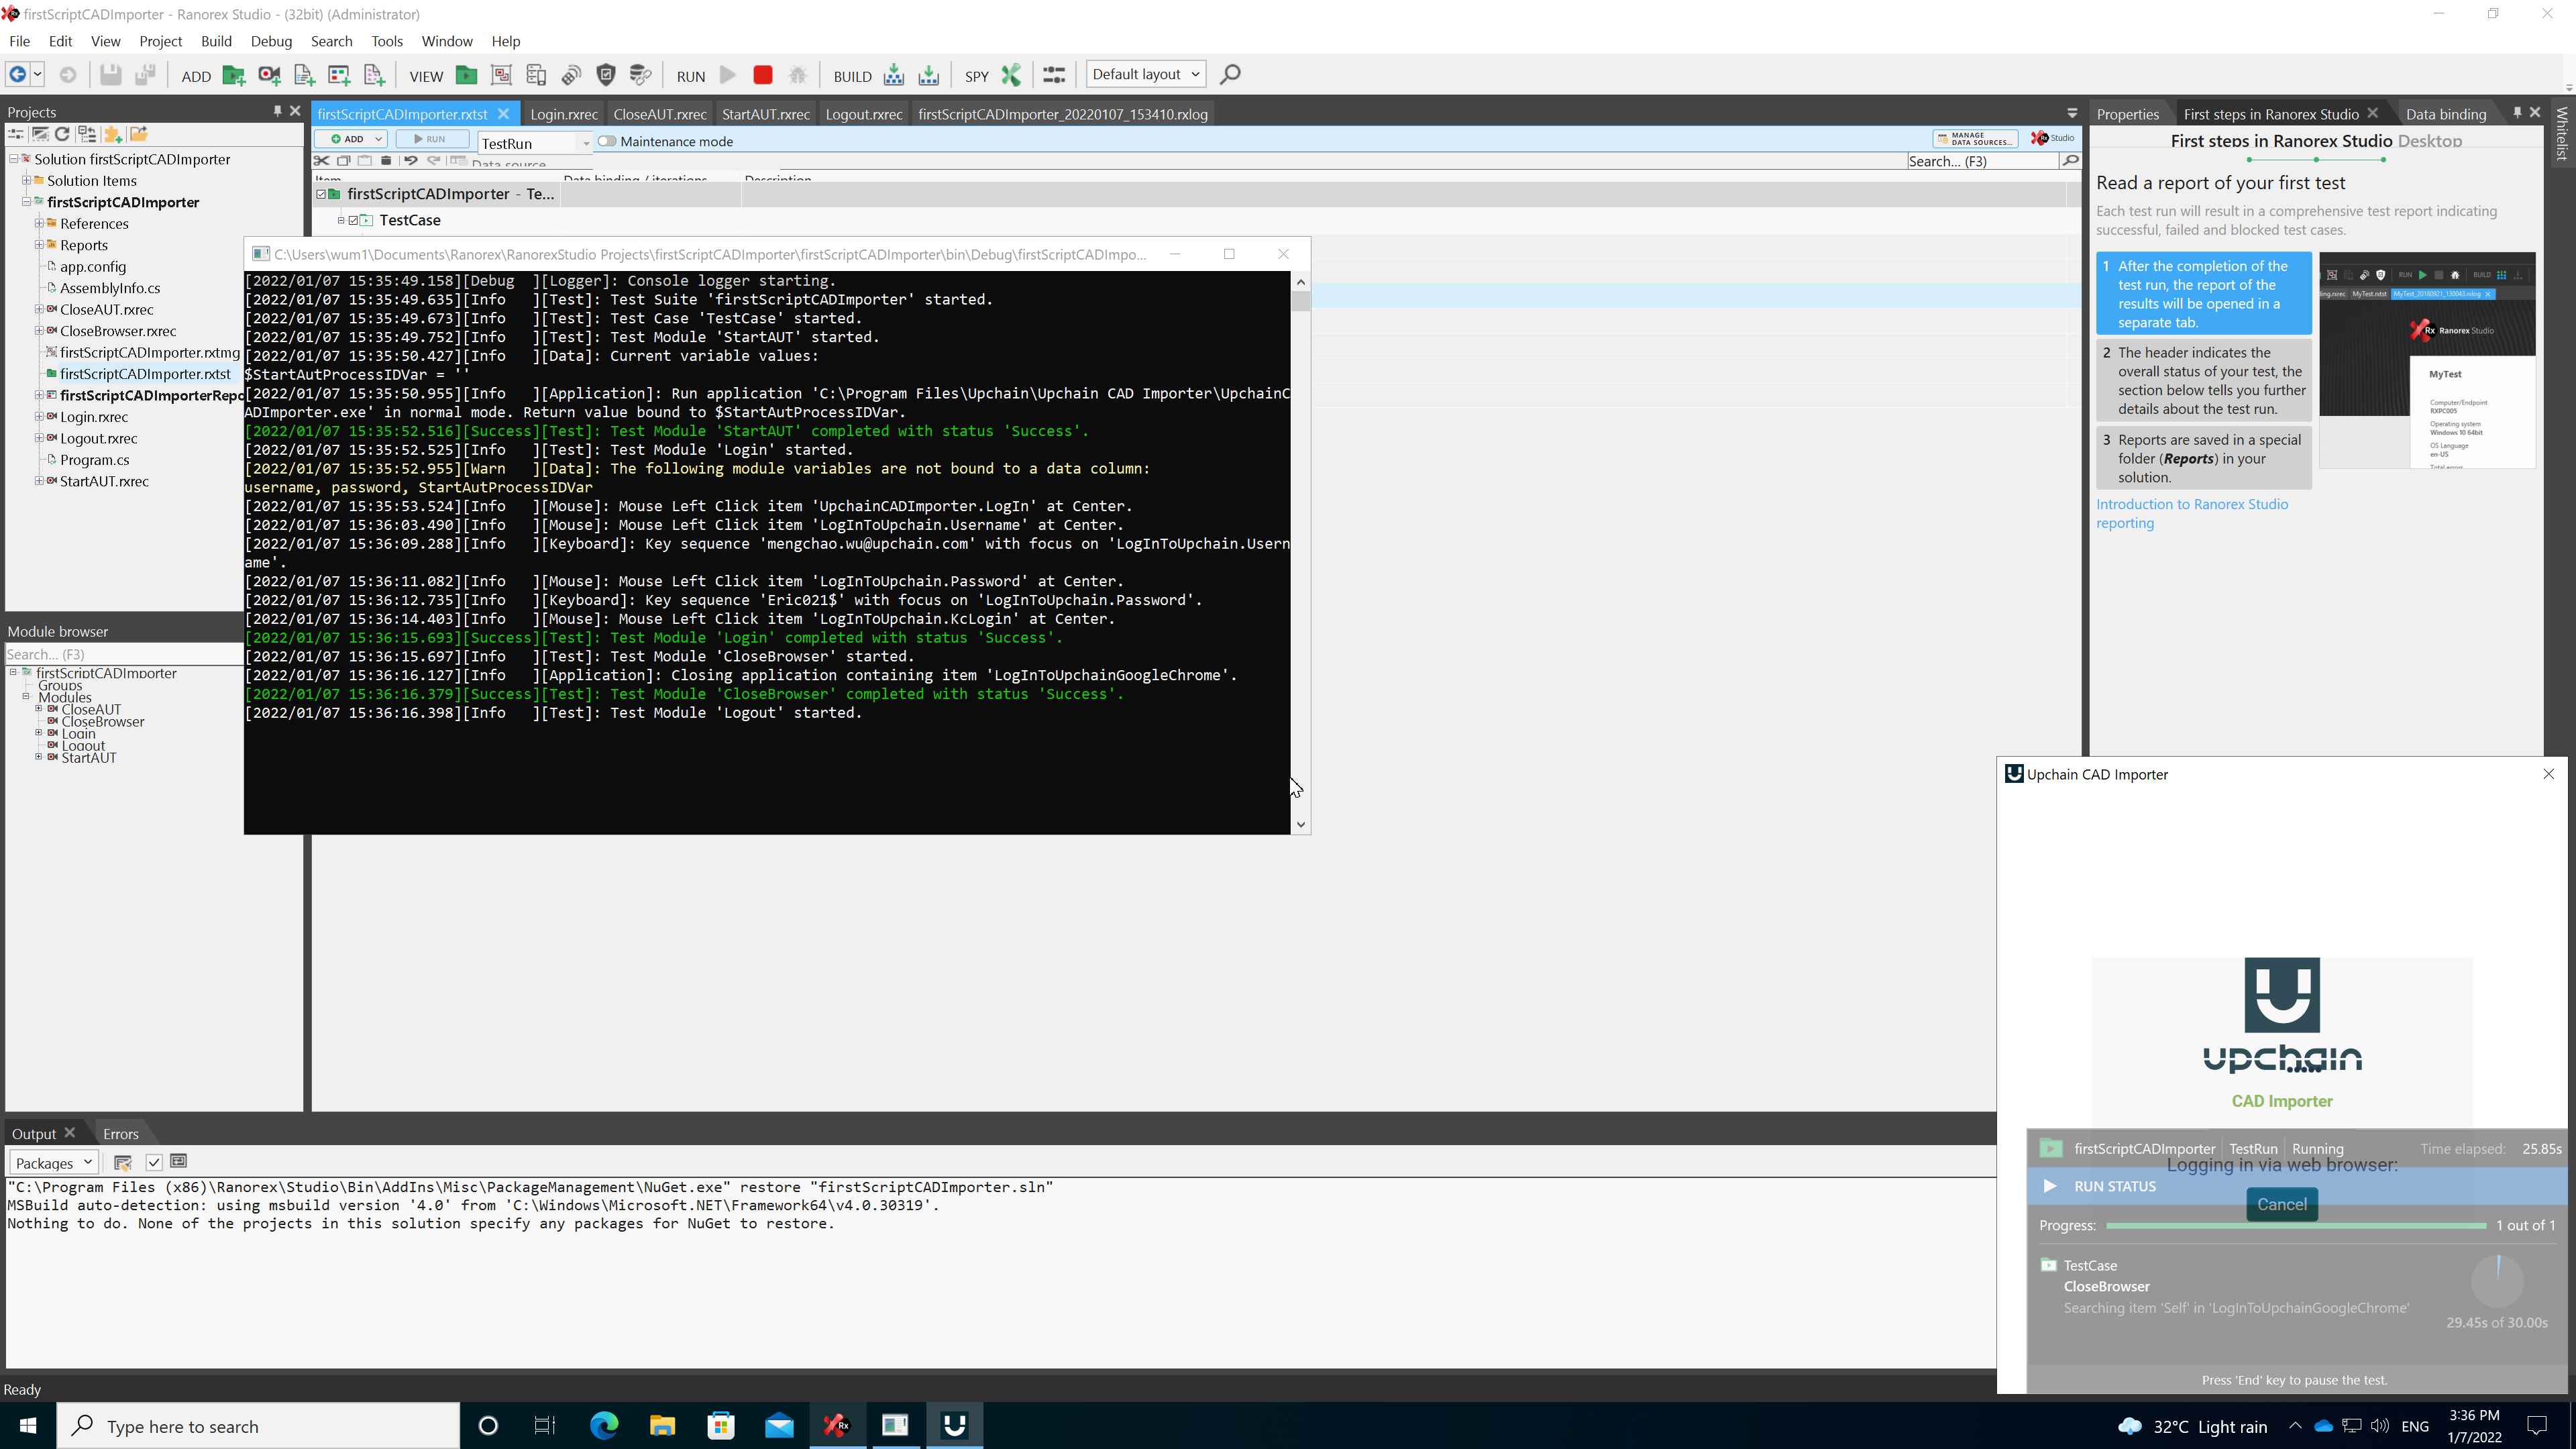 firstScriptCADImporter - Ranorex Studio - (32bit) (Administrator)
File Edit View Project Build Debug Search Tools Window Help
ADD VIEW RUN BUILD SPY Default layout
Projects
Solution firstScriptCADImporter
Solution Items
firstScriptCADImporter
References
Reports
app.config
AssemblyInfo.cs
CloseAUT.rxrec
CloseBrowser.rxrec
firstScriptCADImporter.rxtmg
firstScriptCADImporter.rxtst
firstScriptCADImporterRepo
Login.rxrec
Logout.rxrec
Program.cs
StartAUT.rxrec
Module browser
Search... (F3)
firstScriptCADImporter
Groups
Modules
CloseAUT
CloseBrowser
Login
Logout
StartAUT
firstScriptCADImporter.rxtst Login.rxrec CloseAUT.rxrec StartAUT.rxrec Logout.rxrec firstScriptCADImporter_20220107_153410.rxlog
ADD RUN TestRun Maintenance mode MANAGE DATA SOURCES... Rx Studio
Data source Search... (F3)
Item Data binding / iterations Description
firstScriptCADImporter - Te...
TestCase
C:\Users\wum1\Documents\Ranorex\RanorexStudio Projects\firstScriptCADImporter\firstScriptCADImporter\bin\Debug\firstScriptCADImpo...
[2022/01/07 15:35:49.158][Debug ][Logger]: Console logger starting.
[2022/01/07 15:35:49.635][Info ][Test]: Test Suite 'firstScriptCADImporter' started.
[2022/01/07 15:35:49.673][Info ][Test]: Test Case 'TestCase' started.
[2022/01/07 15:35:49.752][Info ][Test]: Test Module 'StartAUT' started.
[2022/01/07 15:35:50.427][Info ][Data]: Current variable values:
$StartAutProcessIDVar = ''
[2022/01/07 15:35:50.955][Info ][Application]: Run application 'C:\Program Files\Upchain\Upchain CAD Importer\UpchainC
ADImporter.exe' in normal mode. Return value bound to $StartAutProcessIDVar.
[2022/01/07 15:35:52.516][Success][Test]: Test Module 'StartAUT' completed with status 'Success'.
[2022/01/07 15:35:52.525][Info ][Test]: Test Module 'Login' started.
[2022/01/07 15:35:52.955][Warn ][Data]: The following module variables are not bound to a data column:
username, password, StartAutProcessIDVar
[2022/01/07 15:35:53.524][Info ][Mouse]: Mouse Left Click item 'UpchainCADImporter.LogIn' at Center.
[2022/01/07 15:36:03.490][Info ][Mouse]: Mouse Left Click item 'LogInToUpchain.Username' at Center.
[2022/01/07 15:36:09.288][Info ][Keyboard]: Key sequence 'mengchao.wu@upchain.com' with focus on 'LogInToUpchain.Usern
ame'.
[2022/01/07 15:36:11.082][Info ][Mouse]: Mouse Left Click item 'LogInToUpchain.Password' at Center.
[2022/01/07 15:36:12.735][Info ][Keyboard]: Key sequence 'Eric021$' with focus on 'LogInToUpchain.Password'.
[2022/01/07 15:36:14.403][Info ][Mouse]: Mouse Left Click item 'LogInToUpchain.KcLogin' at Center.
[2022/01/07 15:36:15.693][Success][Test]: Test Module 'Login' completed with status 'Success'.
[2022/01/07 15:36:15.697][Info ][Test]: Test Module 'CloseBrowser' started.
[2022/01/07 15:36:16.127][Info ][Application]: Closing application containing item 'LogInToUpchainGoogleChrome'.
[2022/01/07 15:36:16.379][Success][Test]: Test Module 'CloseBrowser' completed with status 'Success'.
[2022/01/07 15:36:16.398][Info ][Test]: Test Module 'Logout' started.
Properties First steps in Ranorex Studio Data binding
Whitelist
First steps in Ranorex Studio Desktop
Read a report of your first test
Each test run will result in a comprehensive test report indicating
successful, failed and blocked test cases.
1 After the completion of the
test run, the report of the
results will be opened in a
separate tab.
2 The header indicates the
overall status of your test, the
section below tells you further
details about the test run.
3 Reports are saved in a special
folder (Reports) in your
solution.
Introduction to Ranorex Studio
reporting
RUN BUILD
MyTest.rxtst
Rx Ranorex Studio
MyTest
Computer/Endpoint
RXPC005
Operating system
Windows 10 64bit
OS Language
en-US
Total errors
Upchain CAD Importer
upchain
CAD Importer
firstScriptCADImporter TestRun Running Time elapsed: 25.85s
Logging in via web browser:
RUN STATUS
Cancel
Progress: 1 out of 1
TestCase
CloseBrowser
Searching item 'Self' in 'LogInToUpchainGoogleChrome'
29.45s of 30.00s
Press 'End' key to pause the test.
Output Errors
Packages
"C:\Program Files (x86)\Ranorex\Studio\Bin\AddIns\Misc\PackageManagement\NuGet.exe" restore "firstScriptCADImporter.sln"
MSBuild auto-detection: using msbuild version '4.0' from 'C:\Windows\Microsoft.NET\Framework64\v4.0.30319'.
Nothing to do. None of the projects in this solution specify any packages for NuGet to restore.
Ready
Type here to search
Rx
32°C Light rain ENG 3:36 PM
1/7/2022